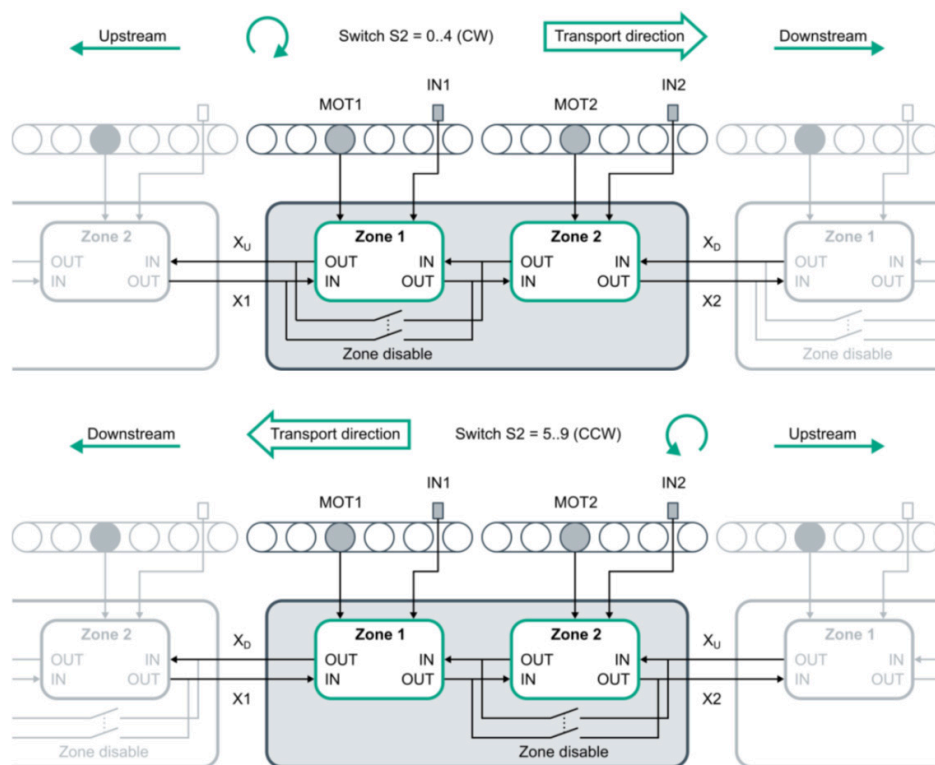 Upstream Switch S2 = 0..4 (CW) Transport direction Downstream
IN1 IN2
MOT1 MOT2
Zone 2 Zone 1 Zone 2 Zone 1
X_U X_D
OUT IN OUT IN OUT IN OUT IN
IN OUT IN OUT IN OUT IN OUT
X1 X2
Zone disable Zone disable
Downstream Transport direction Switch S2 = 5..9 (CCW) Upstream
IN1 IN2
MOT1 MOT2
Zone 2 Zone 1 Zone 2 Zone 1
X_D X_U
OUT IN OUT IN OUT IN OUT IN
IN OUT IN OUT IN OUT IN OUT
X1 X2
Zone disable Zone disable